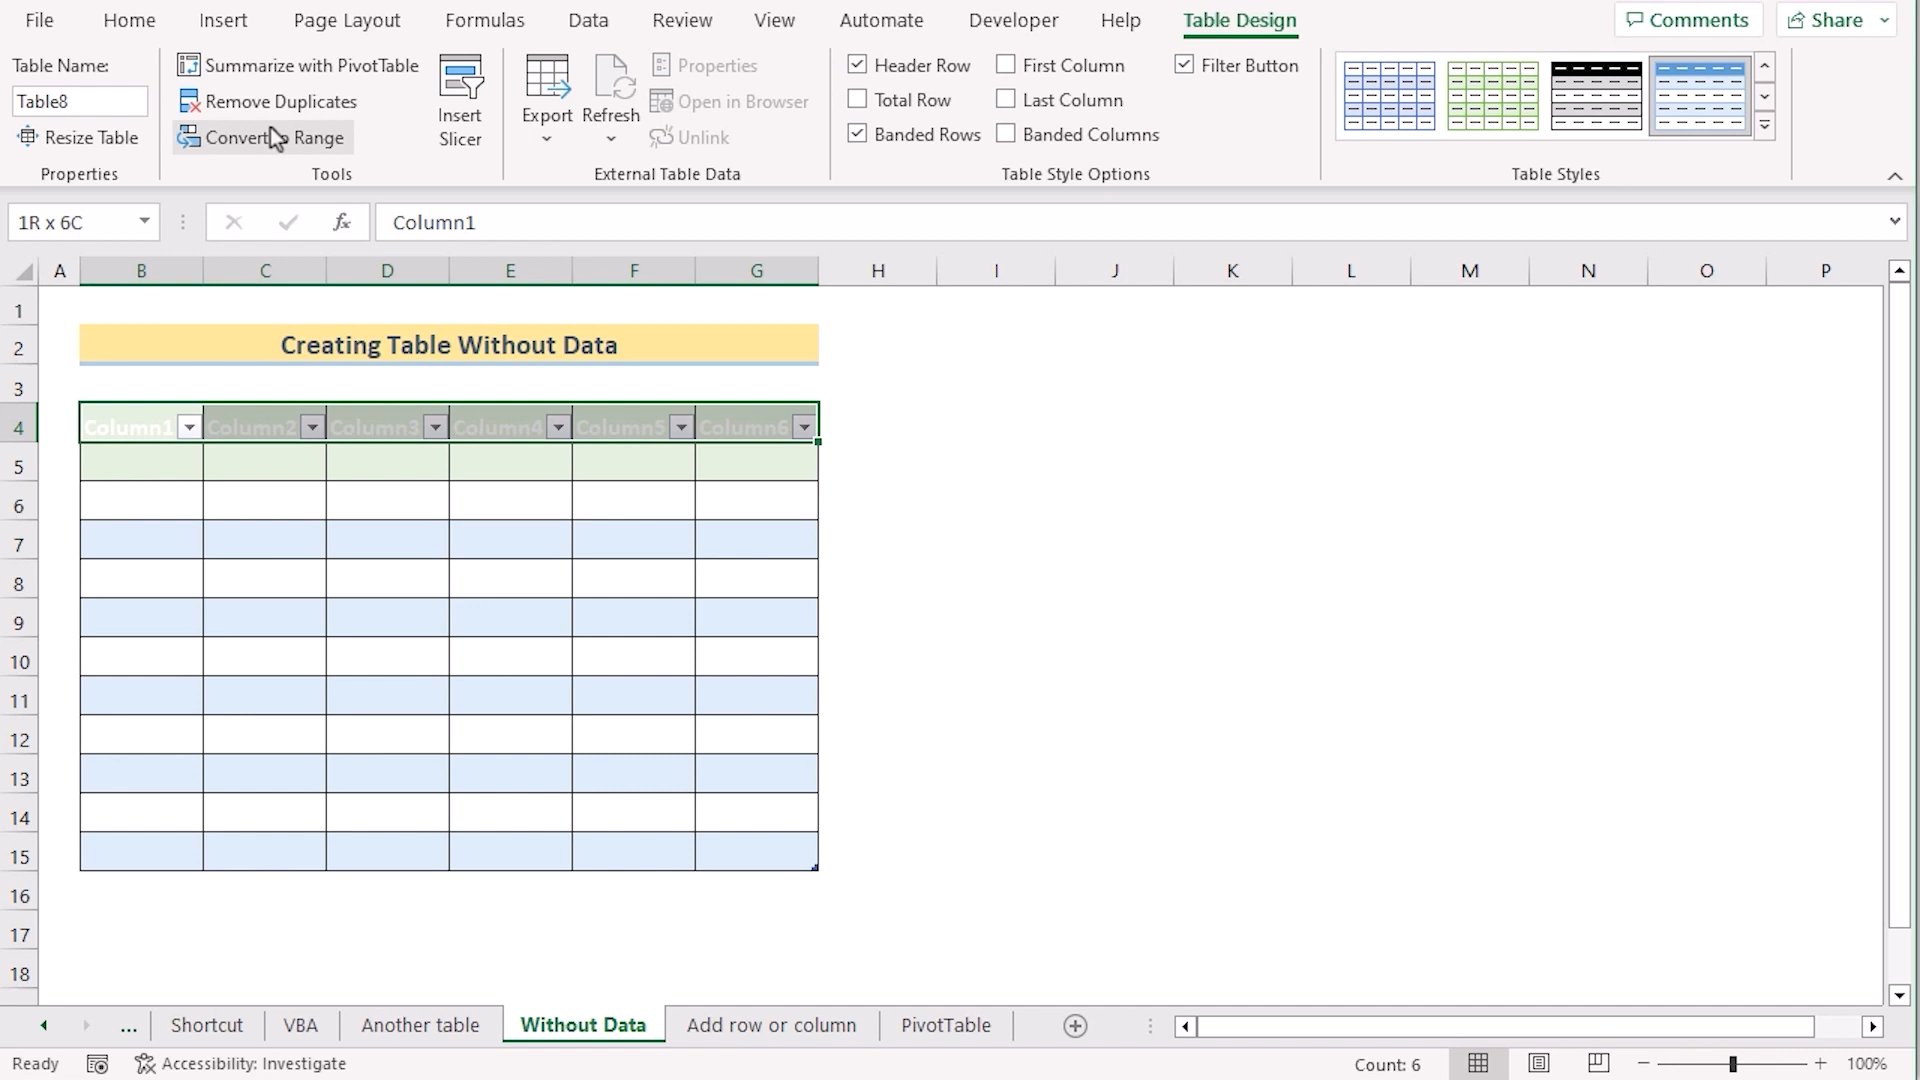 File Home Insert Page Layout Formulas Data Review View Automate Developer Help Table Design Comments Share
Table Name:
Table8
Resize Table
Properties
Summarize with PivotTable
Remove Duplicates
Convert to Range
Tools
Insert
Slicer
Export
Refresh
Properties
Open in Browser
Unlink
External Table Data
Header Row
Total Row
Banded Rows
First Column
Last Column
Banded Columns
Filter Button
Table Style Options
Table Styles
1R x 6C
fx
Column1
A B C D E F G H I J K L M N O P
1
2 Creating Table Without Data
3
4 Column1 Column2 Column3 Column4 Column5 Column6
5
6
7
8
9
10
11
12
13
14
15
16
17
18
... Shortcut VBA Another table Without Data Add row or column PivotTable
Ready Accessibility: Investigate Count: 6 100%